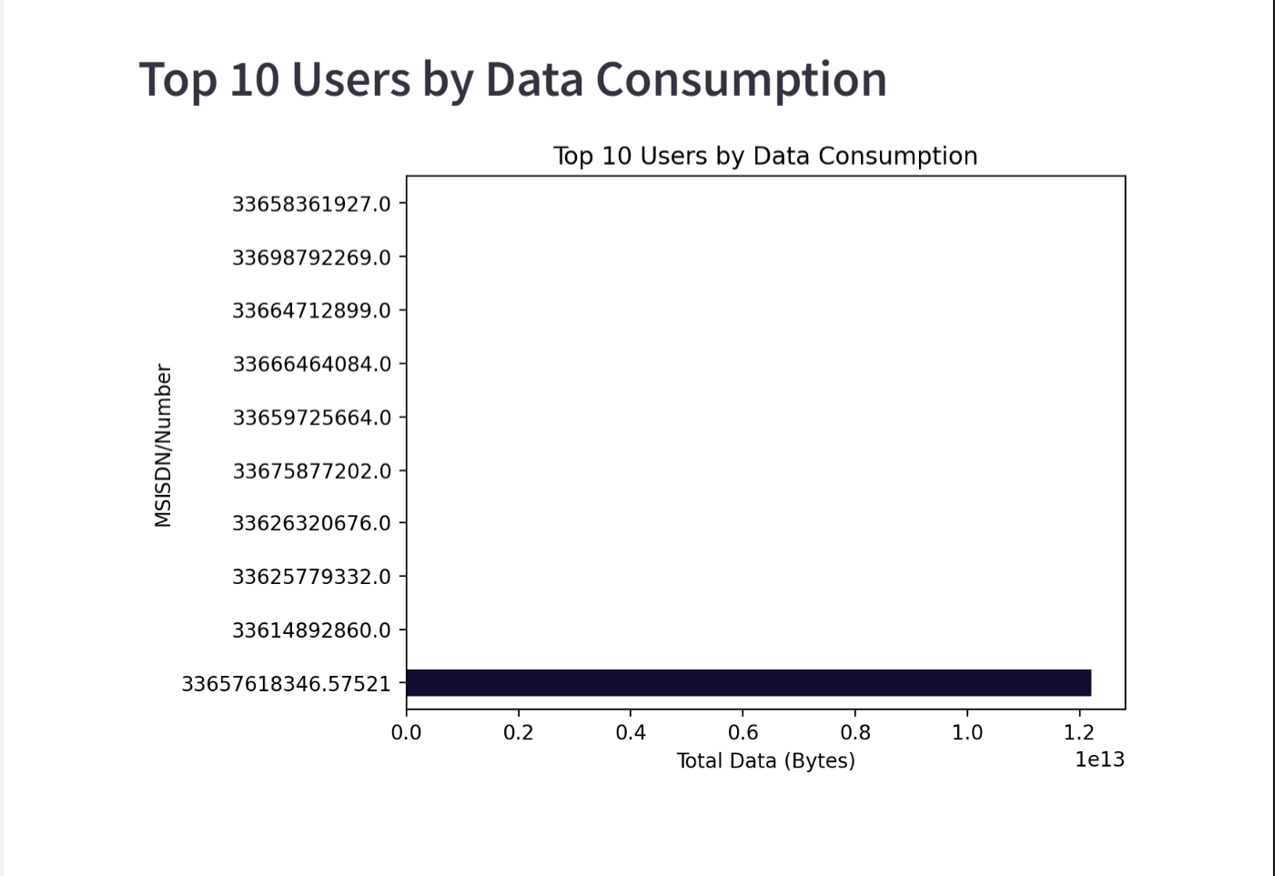 Top 10 Users by Data Consumption
Top 10 Users by Data Consumption
33658361927.0
33698792269.0
33664712899.0
33666464084.0
33659725664.0
33675877202.0
33626320676.0
33625779332.0
33614892860.0
33657618346.57521
MSISDN/Number
0.0 0.2 0.4 0.6 0.8 1.0 1.2
1e13
Total Data (Bytes)